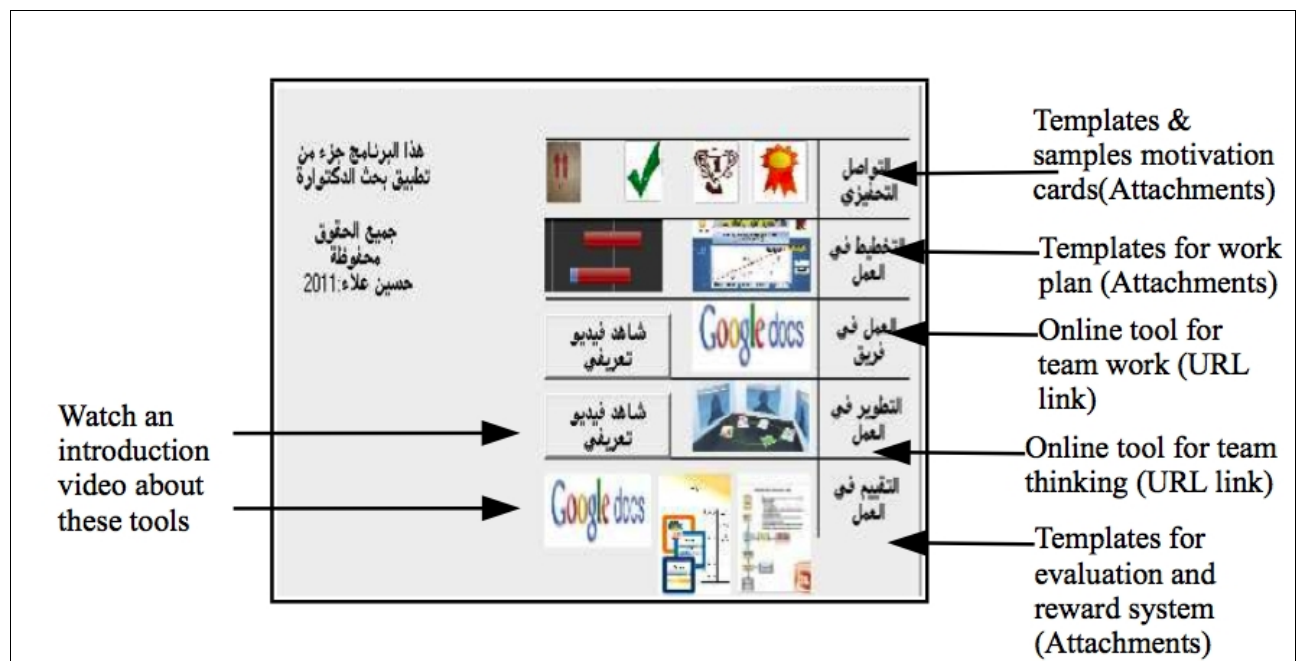 هذا البرنامج جزء من
تطبيق بحث الدكتوارة
جميع الحقوق
محفوظة
حسين علاء:2011
التواصل
التحفيزي
التخطيط في
العمل
العمل في
فريق
Google docs
شاهد فيديو
تعريفي
التطوير في
العمل
شاهد فيديو
تعريفي
التقييم في
العمل
Google docs
Watch an
introduction
video about
these tools
Templates &
samples motivation
cards(Attachments)
Templates for work
plan (Attachments)
Online tool for
team work (URL
link)
Online tool for team
thinking (URL link)
Templates for
evaluation and
reward system
(Attachments)